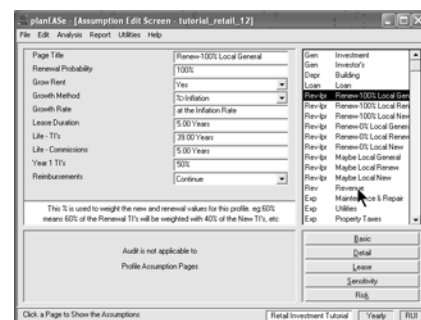 planEASe - [Assumption Edit Screen - tutorial_retail_12]
File Edit Analysis Report Utilities Help
Page Title Renew-100% Local General
Renewal Probability 100%
Grow Rent Yes
Growth Method %>Inflation
Growth Rate at the Inflation Rate
Lease Duration 5.00 Years
Life - TI's 39.00 Years
Life - Commissions 5.00 Years
Year 1 TI's 50%
Reimbursements Continue
This % is used to weight the new and renewal values for this profile. eg:60%
means 60% of the Renewal TI's will be weighted with 40% of the New TI's, etc
Audit is not applicable to
Profile Assumption Pages
Gen Investment
Gen Investor's
Depr Building
Loan Loan
Rev-lpr Renew-100% Local Gen
Rev-lpr Renew-100% Local Ren
Rev-lpr Renew-100% Local New
Rev-lpr Renew-0% Local Gener
Rev-lpr Renew-0% Local Renew
Rev-lpr Renew-0% Local New
Rev-lpr Maybe Local General
Rev-lpr Maybe Local Renew
Rev-lpr Maybe Local New
Rev Revenue
Exp Maintenance & Repair
Exp Utilities
Exp Property Taxes
Basic
Detail
Lease
Sensitivity
Risk
Click a Page to Show the Assumptions
Retail Investment Tutorial Yearly RUI